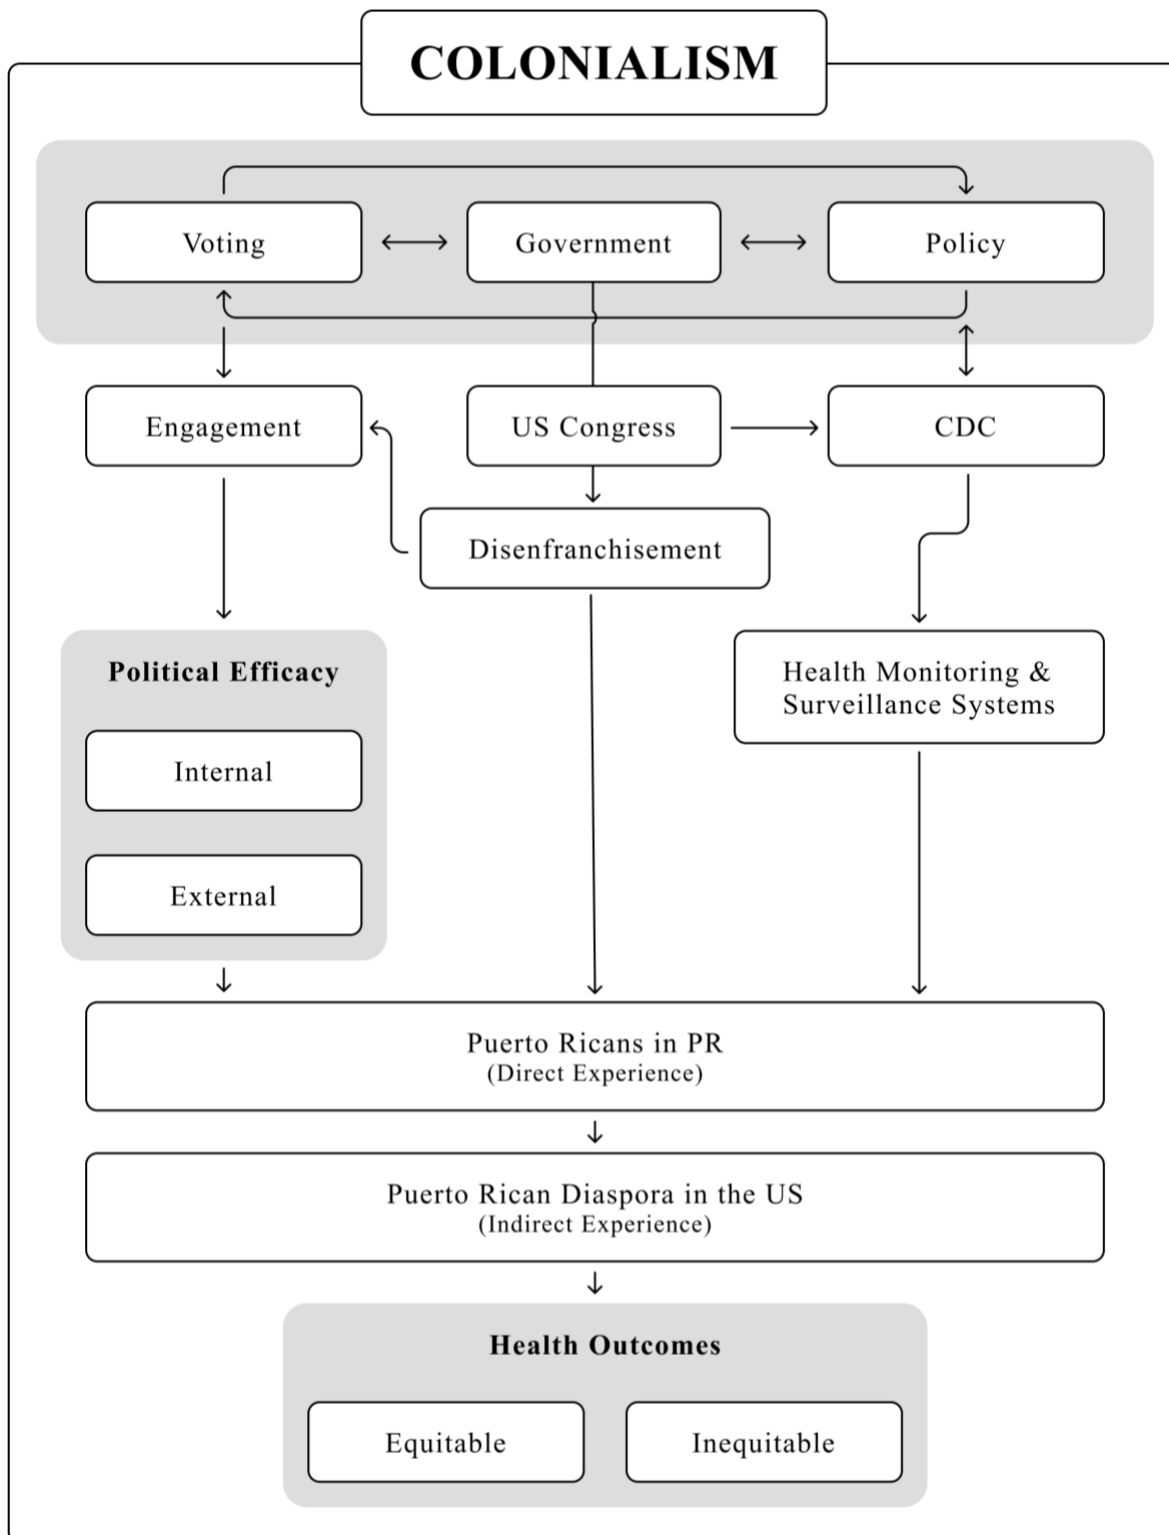 COLONIALISM
Voting
Government
Policy
Engagement
US Congress
CDC
Disenfranchisement
Political Efficacy
Internal
External
Health Monitoring &
Surveillance Systems
Puerto Ricans in PR
(Direct Experience)
Puerto Rican Diaspora in the US
(Indirect Experience)
Health Outcomes
Equitable
Inequitable